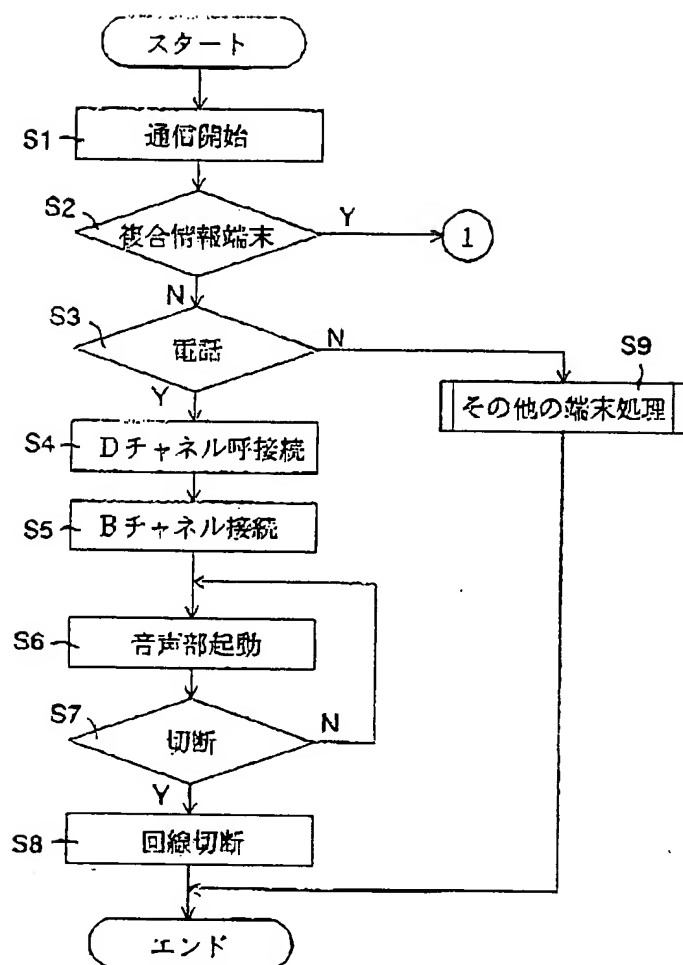 スタート
S1
通信開始
S2
複合情報端末
Y
1
N
S3
電話
N
Y
S9
その他の端末処理
S4
Dチャネル呼接続
S5
Bチャネル接続
S6
音声部起動
S7
切断
N
Y
S8
回線切断
エンド